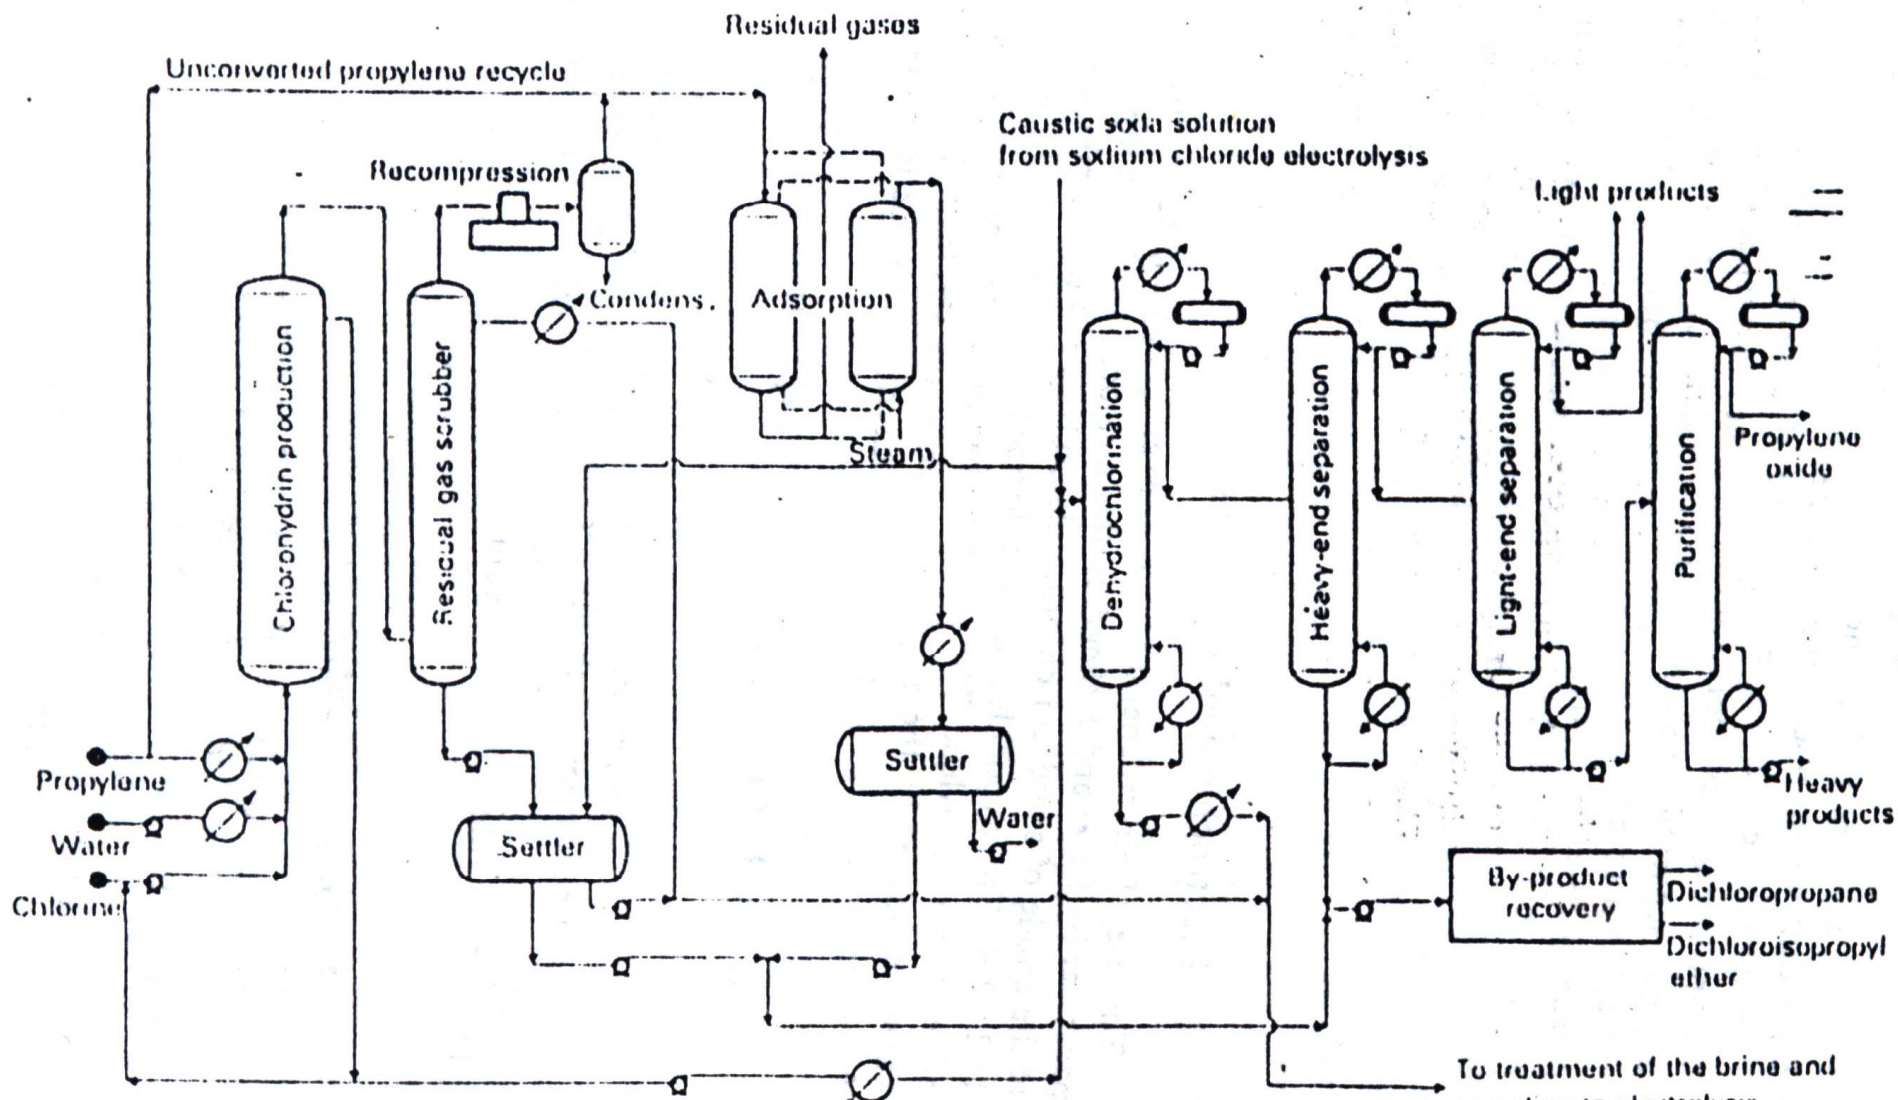 Residual gases
Unconverted propylene recycle
Caustic soda solution
from sodium chloride electrolysis
Recompression
Light products
Condens.
Adsorption
Chlorohydrin production
Residual gas scrubber
Steam
Dehydrochlorination
Heavy-end separation
Light-end separation
Purification
Propylene
oxide
Propylene
Water
Chlorine
Settler
Settler
Water
Heavy
products
By-product
recovery
Dichloropropane
Dichloroisopropyl
ether
To treatment of the brine and